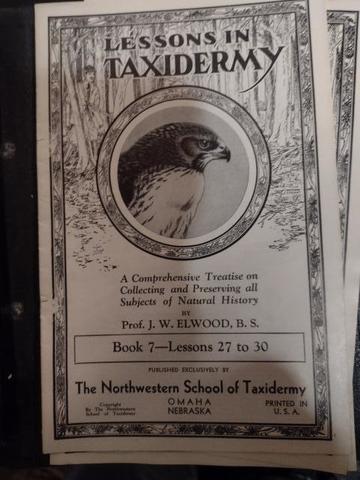 LESSONS IN
TAXIDERMY
A Comprehensive Treatise on
Collecting and Preserving all
Subjects of Natural History
BY
Prof. J. W. ELWOOD, B. S.
Book 7—Lessons 27 to 30
PUBLISHED EXCLUSIVELY BY
The Northwestern School of Taxidermy
Copyright
By The Northwestern
School of Taxidermy
OMAHA
NEBRASKA
PRINTED IN
U. S. A.